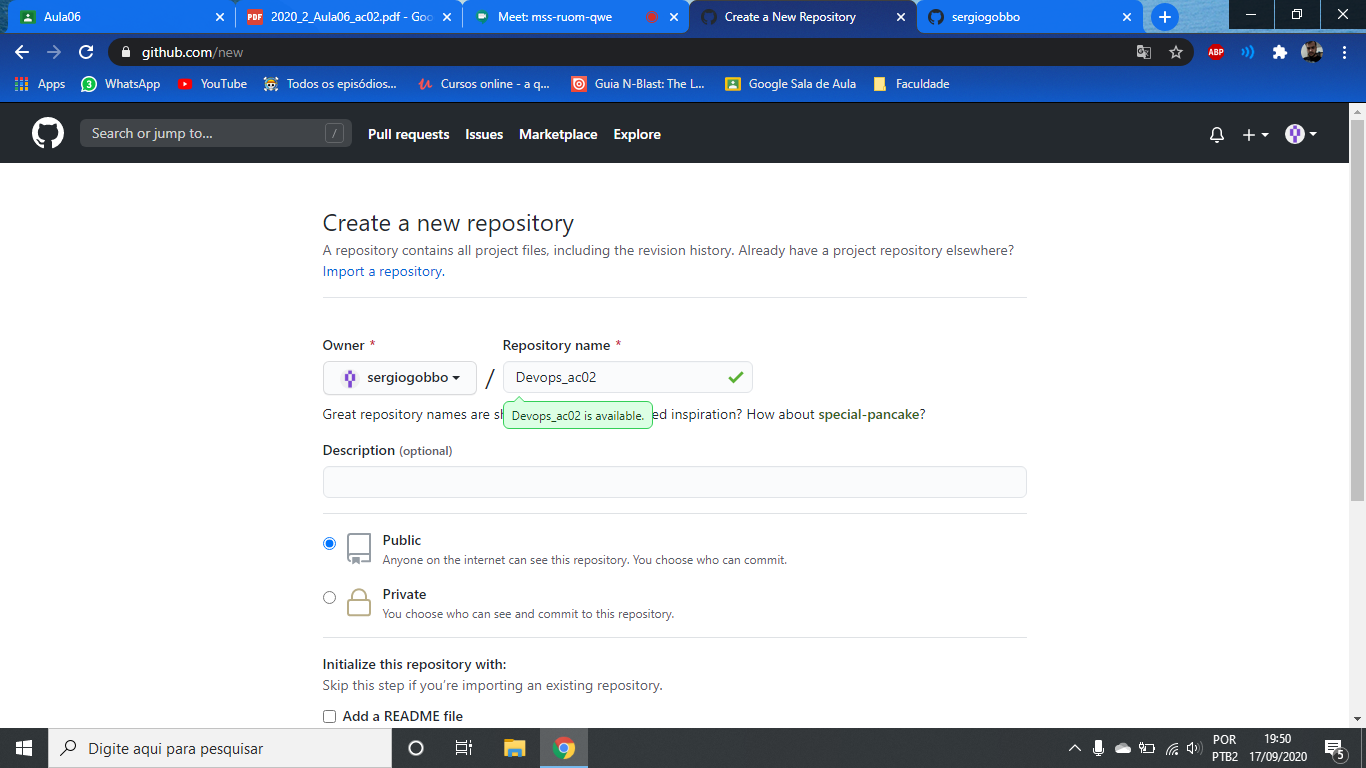 Aula06
PDF 2020_2_Aula06_ac02.pdf - Goo
Meet: mss-ruom-qwe
Create a New Repository
sergiogobbo
github.com/new
ABP
Apps
WhatsApp
YouTube
Todos os episódios...
Cursos online - a q...
Guia N-Blast: The L...
Google Sala de Aula
Faculdade
Search or jump to... /
Pull requests
Issues
Marketplace
Explore
Create a new repository
A repository contains all project files, including the revision history. Already have a project repository elsewhere?
Import a repository.
Owner *
Repository name *
sergiogobbo / Devops_ac02
Great repository names are sh
Devops_ac02 is available.
ed inspiration? How about special-pancake?
Description (optional)
Public
Anyone on the internet can see this repository. You choose who can commit.
Private
You choose who can see and commit to this repository.
Initialize this repository with:
Skip this step if you're importing an existing repository.
Add a README file
Digite aqui para pesquisar
POR
PTB2
19:50
17/09/2020
5